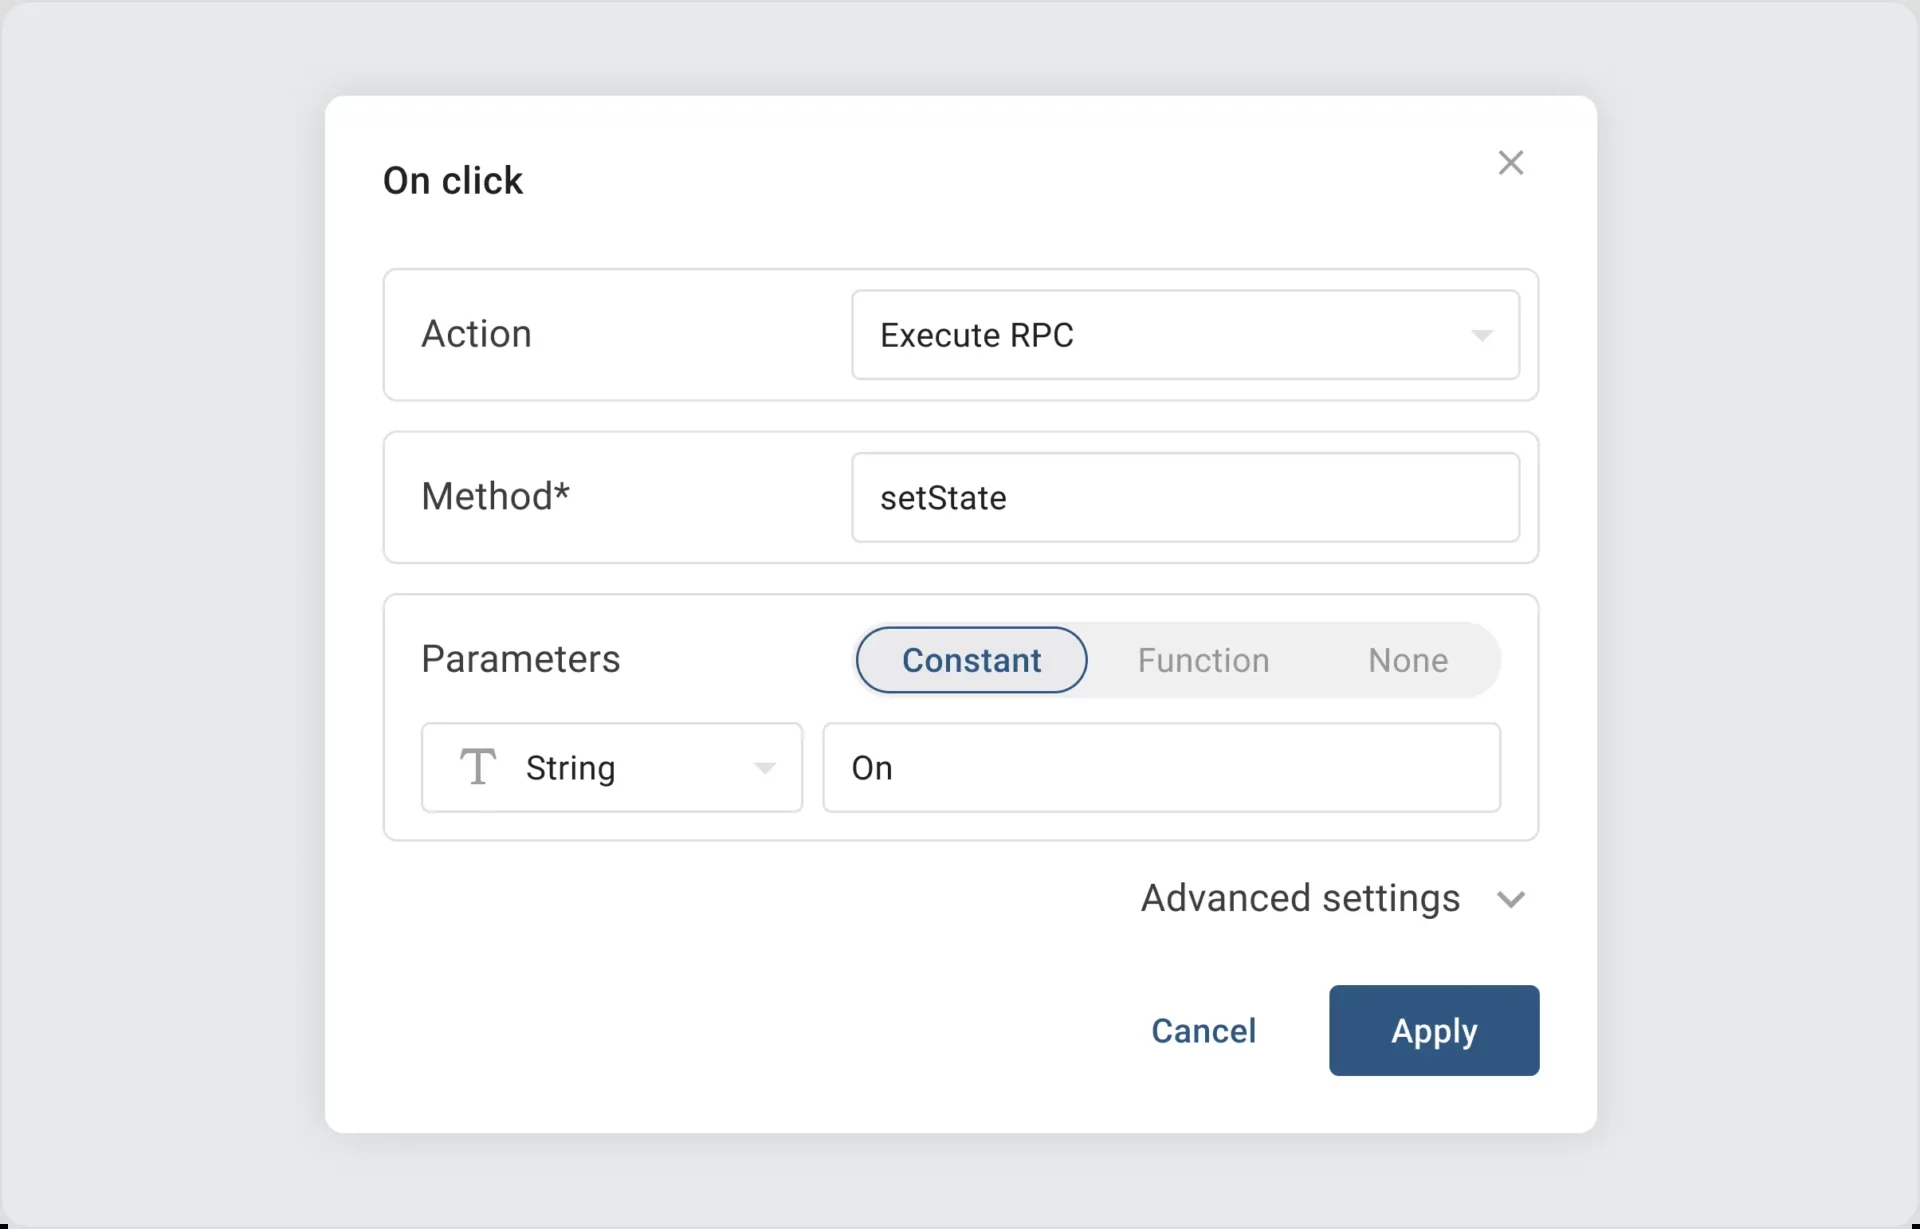 On click
Action
Execute RPC
Method*
setState
Parameters
Constant
Function
None
String
On
Advanced settings
Cancel
Apply